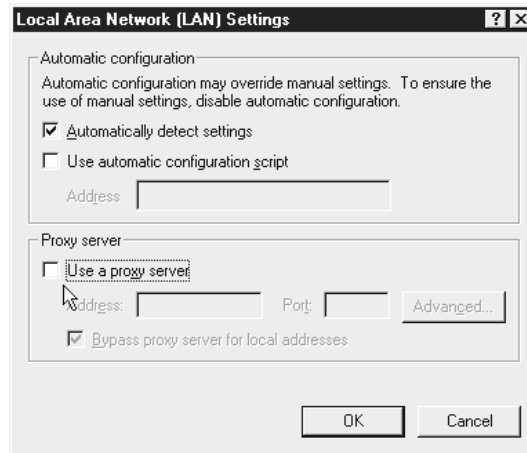 Local Area Network (LAN) Settings
Automatic configuration
Automatic configuration may override manual settings. To ensure the
use of manual settings, disable automatic configuration.
Automatically detect settings
Use automatic configuration script
Address
Proxy server
Use a proxy server
Address: Port: Advanced...
Bypass proxy server for local addresses
OK Cancel